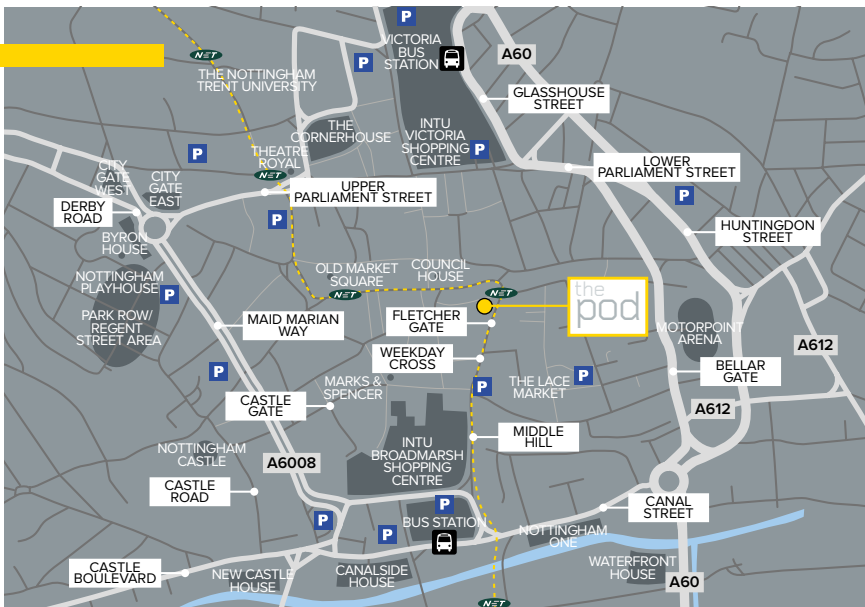 P
VICTORIA
BUS
STATION
A60
NET
P
THE NOTTINGHAM
TRENT UNIVERSITY
GLASSHOUSE
STREET
THE
CORNERHOUSE
INTU
VICTORIA
SHOPPING
CENTRE
P
P
THEATRE
ROYAL
NET
LOWER
PARLIAMENT STREET
CITY
GATE
WEST
CITY
GATE
EAST
UPPER
PARLIAMENT STREET
P
DERBY
ROAD
P
HUNTINGDON
STREET
BYRON
HOUSE
OLD MARKET
SQUARE
COUNCIL
HOUSE
NOTTINGHAM
PLAYHOUSE
P
NET
NET
the
pod
PARK ROW/
REGENT
STREET AREA
MAID MARIAN
WAY
FLETCHER
GATE
MOTORPOINT
ARENA
A612
WEEKDAY
CROSS
P
MARKS &
SPENCER
P
THE LACE
MARKET
P
BELLAR
GATE
CASTLE
GATE
A612
MIDDLE
HILL
NOTTINGHAM
CASTLE
A6008
INTU
BROADMARSH
SHOPPING
CENTRE
CASTLE
ROAD
P
CANAL
STREET
P
BUS STATION
P
NOTTINGHAM
ONE
CASTLE
BOULEVARD
NEW CASTLE
HOUSE
CANALSIDE
HOUSE
WATERFRONT
HOUSE
A60
NET